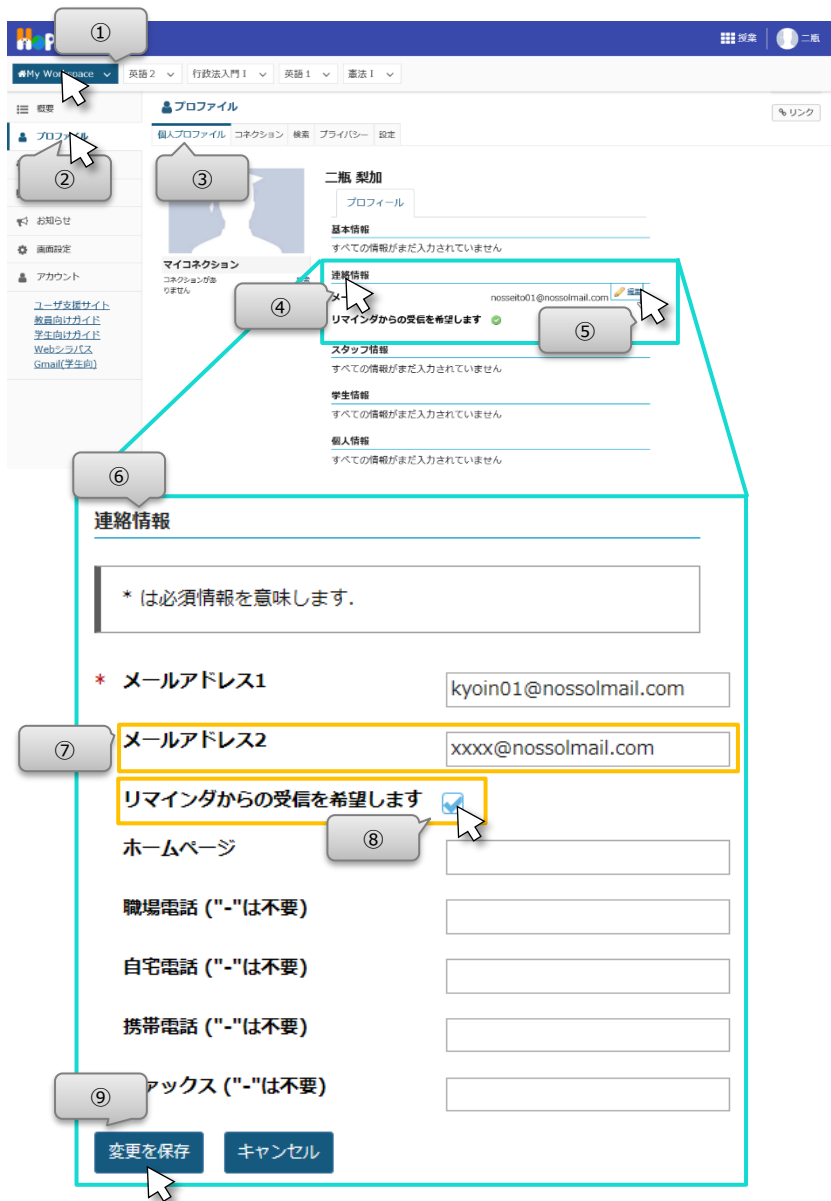 ①
授業
二瓶
My Workspace
英語2
行政法入門 I
英語1
憲法 I
概要
プロファイル
リンク
プロファイル
個人プロファイル コネクション 検索 プライバシー 設定
②
③
二瓶 梨加
プロフィール
お知らせ
画面設定
アカウント
ユーザ支援サイト
教員向けガイド
学生向けガイド
Webシラバス
Gmail(学生向)
マイコネクション
コネクションがあ
りません
基本情報
すべての情報がまだ入力されていません
連絡情報
④
nosseito01@nossolmail.com
編集
リマインダからの受信を希望します
⑤
スタッフ情報
すべての情報がまだ入力されていません
学生情報
すべての情報がまだ入力されていません
個人情報
すべての情報がまだ入力されていません
⑥
連絡情報
* は必須情報を意味します.
* メールアドレス1
kyoin01@nossolmail.com
⑦
メールアドレス2
xxxx@nossolmail.com
リマインダからの受信を希望します
⑧
ホームページ
職場電話 ("-"は不要)
自宅電話 ("-"は不要)
携帯電話 ("-"は不要)
⑨
ァックス ("-"は不要)
変更を保存
キャンセル